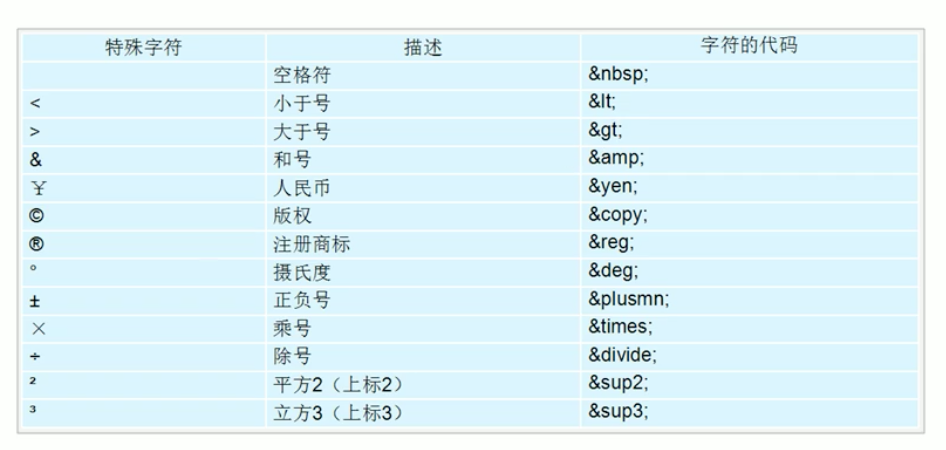 特殊字符 描述 字符的代码
空格符 &nbsp;
< 小于号 &lt;
> 大于号 &gt;
& 和号 &amp;
¥ 人民币 &yen;
© 版权 &copy;
® 注册商标 &reg;
° 摄氏度 &deg;
± 正负号 &plusmn;
× 乘号 &times;
÷ 除号 &divide;
² 平方2（上标2） &sup2;
³ 立方3（上标3） &sup3;